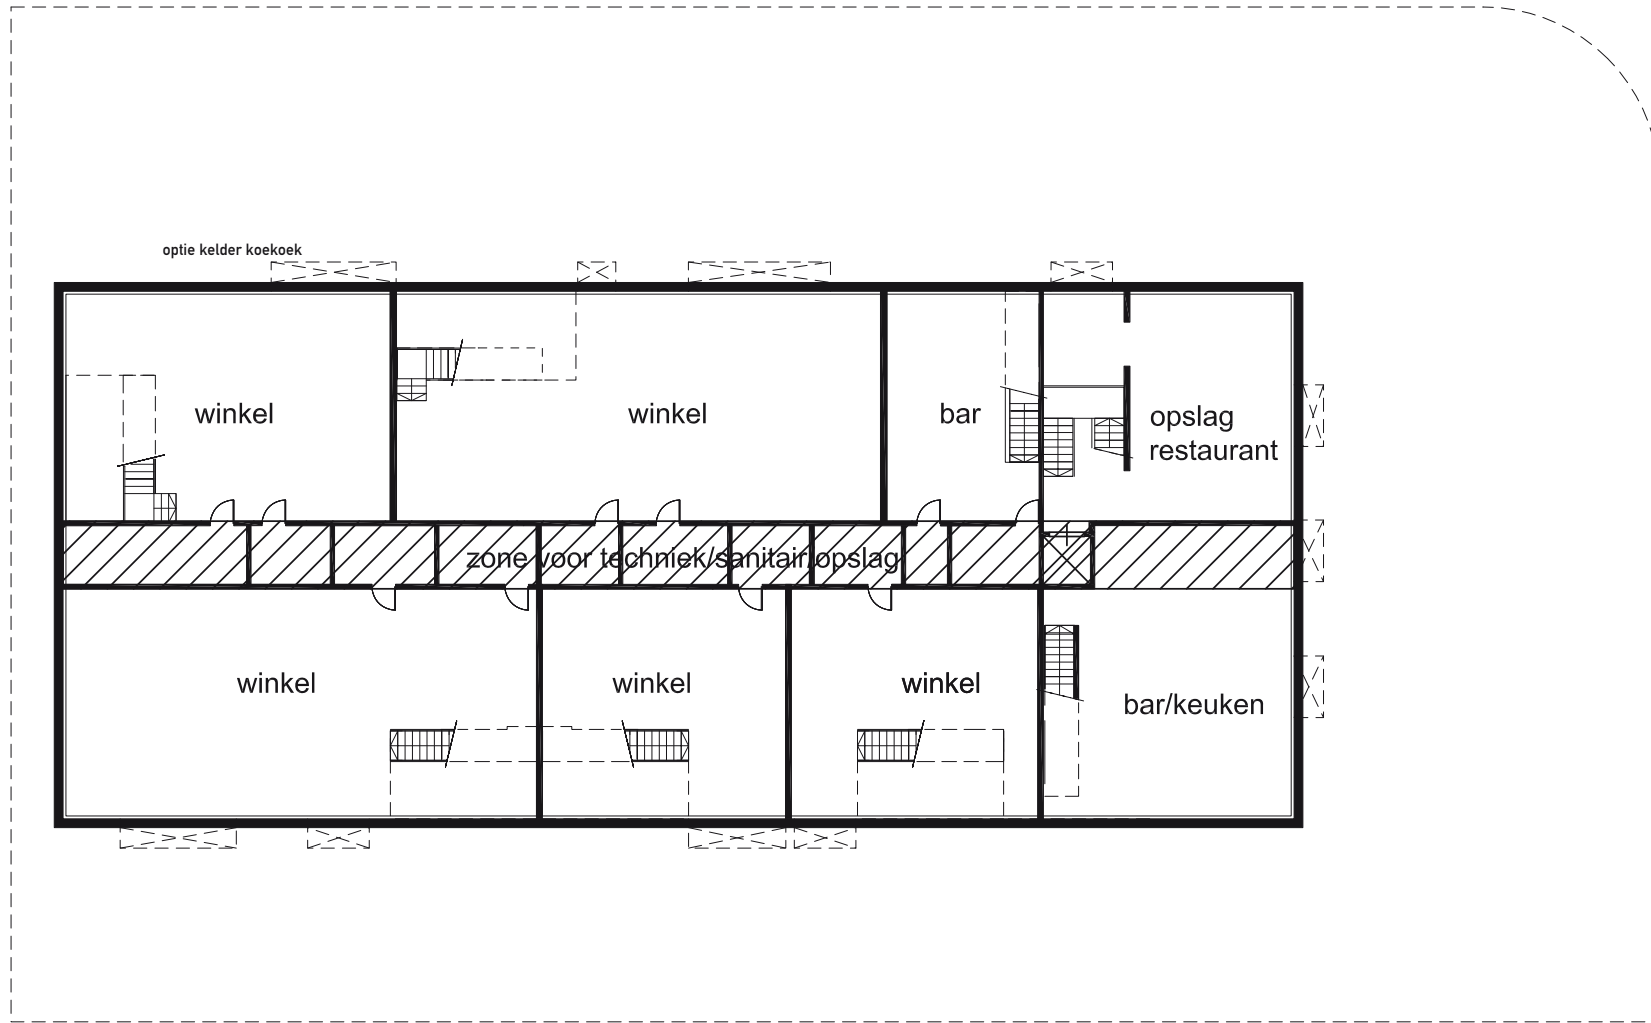 optie kelder koekoek
winkel
winkel
bar
opslag
restaurant
zone voor techniek/sanitair/opslag
winkel
winkel
winkel
bar/keuken